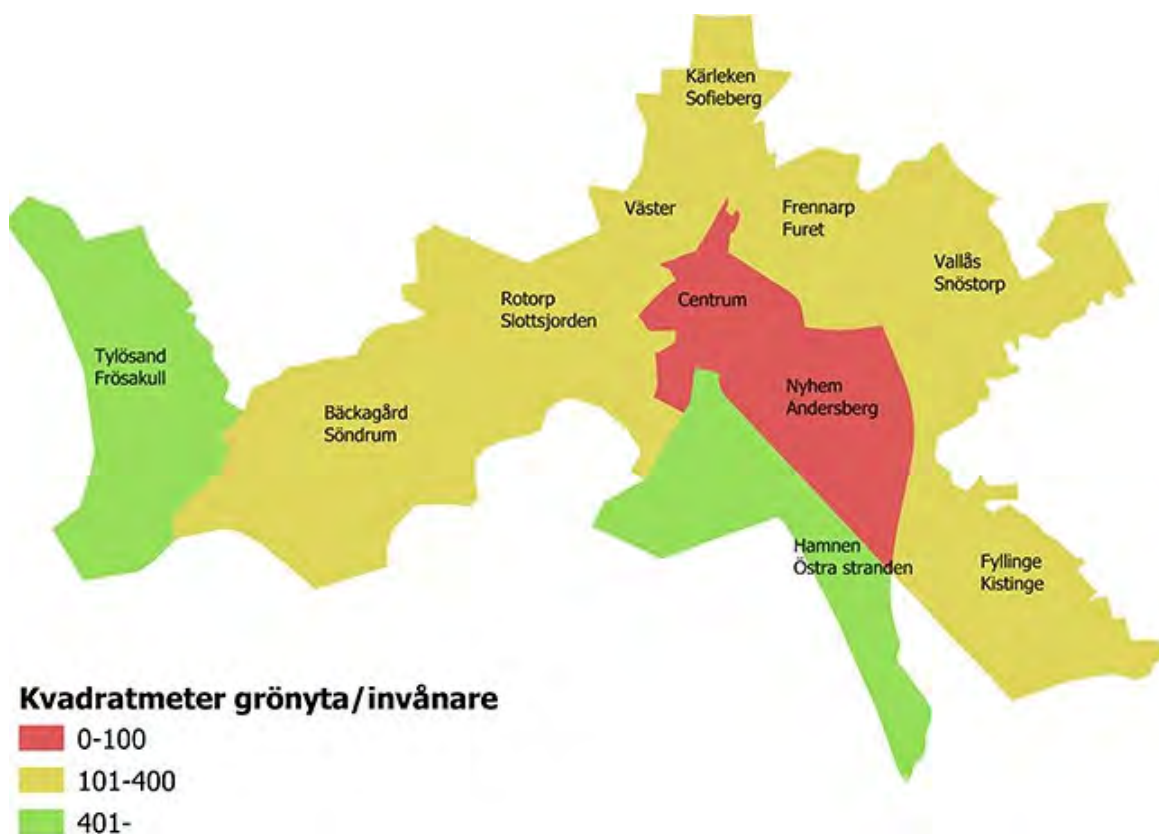 Kärleken
Sofieberg
Väster
Frennarp
Furet
Vallås
Snöstorp
Rotorp
Slottsjorden
Centrum
Tylösand
Frösakull
Nyhem
Andersberg
Bäckagård
Söndrum
Hamnen
Östra stranden
Fyllinge
Kistinge
Kvadratmeter grönyta/invånare
0-100
101-400
401-